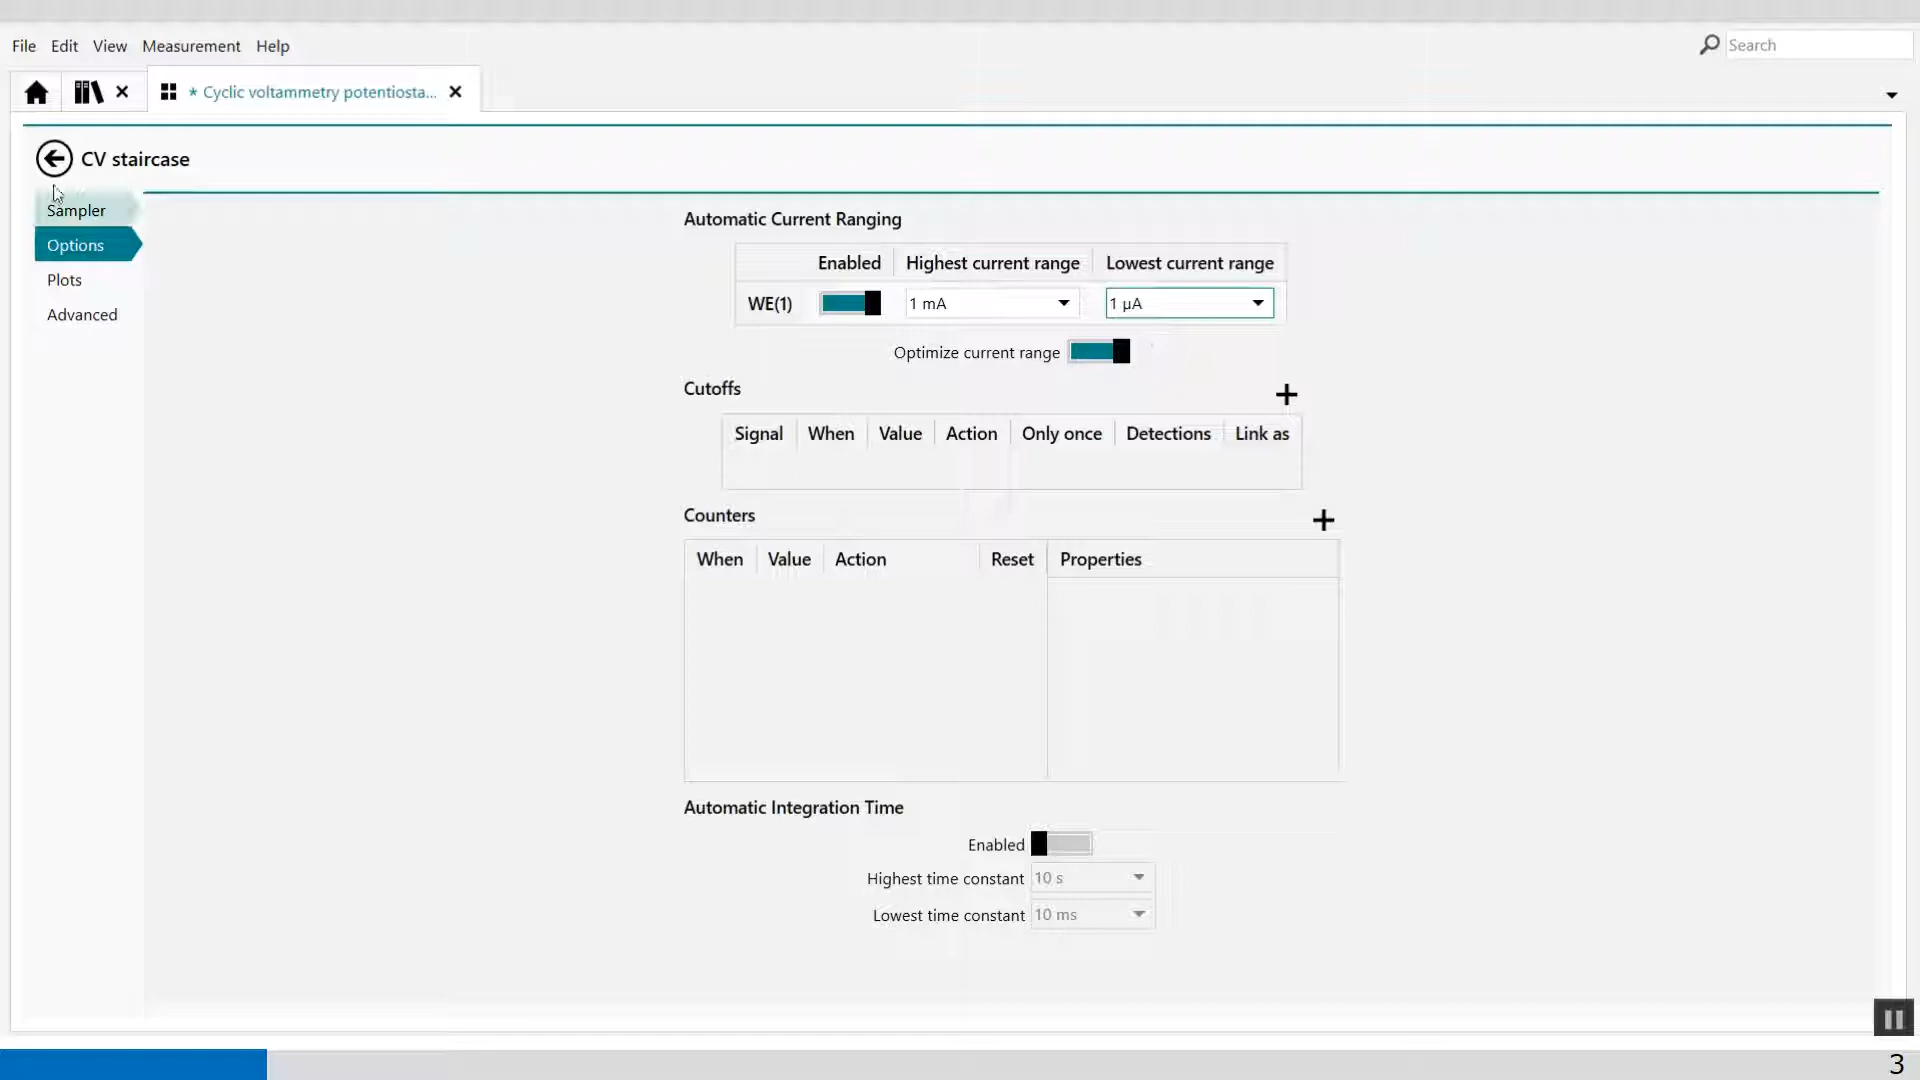 File Edit View Measurement Help
Search
* Cyclic voltammetry potentiosta...
CV staircase
Sampler
Options
Plots
Advanced
Automatic Current Ranging
Enabled Highest current range Lowest current range
WE(1) 1 mA 1 µA
Optimize current range
Cutoffs
Signal When Value Action Only once Detections Link as
Counters
When Value Action Reset Properties
Automatic Integration Time
Enabled
Highest time constant 10 s
Lowest time constant 10 ms
3